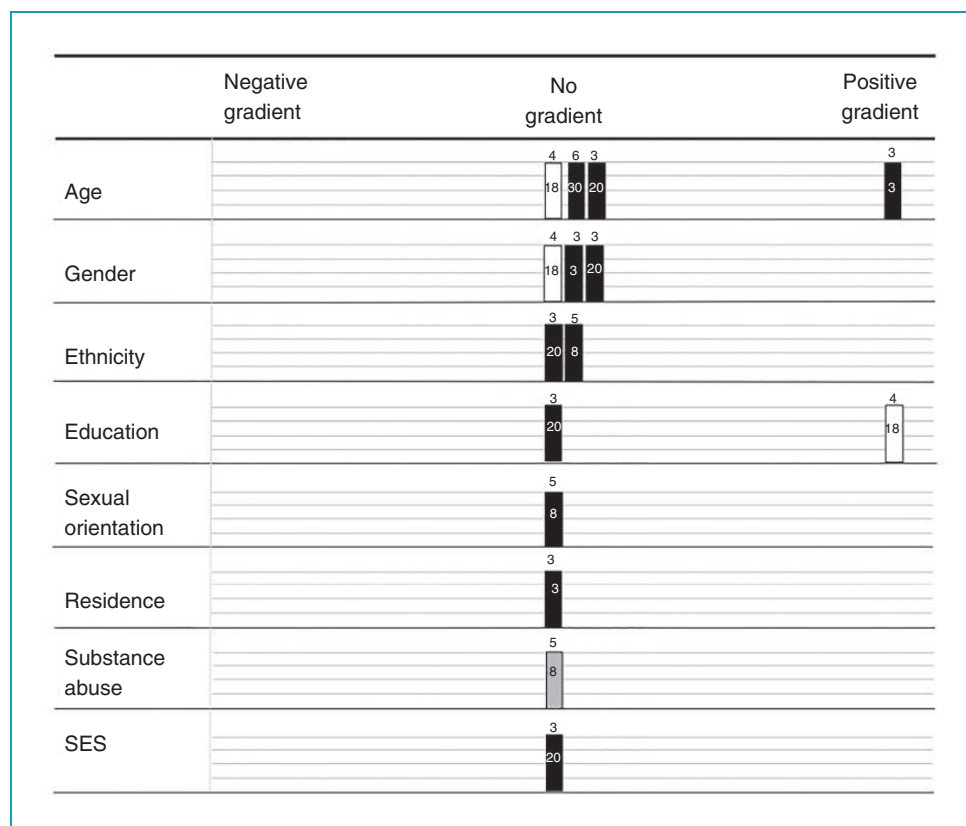 Negative gradient
No gradient
Positive gradient
Age
4 6 3 3
18 30 20 3
Gender
4 3 3
18 3 20
Ethnicity
3 5
20 8
Education
3 4
20 18
Sexual orientation
5
8
Residence
3
3
Substance abuse
5
8
SES
3
20